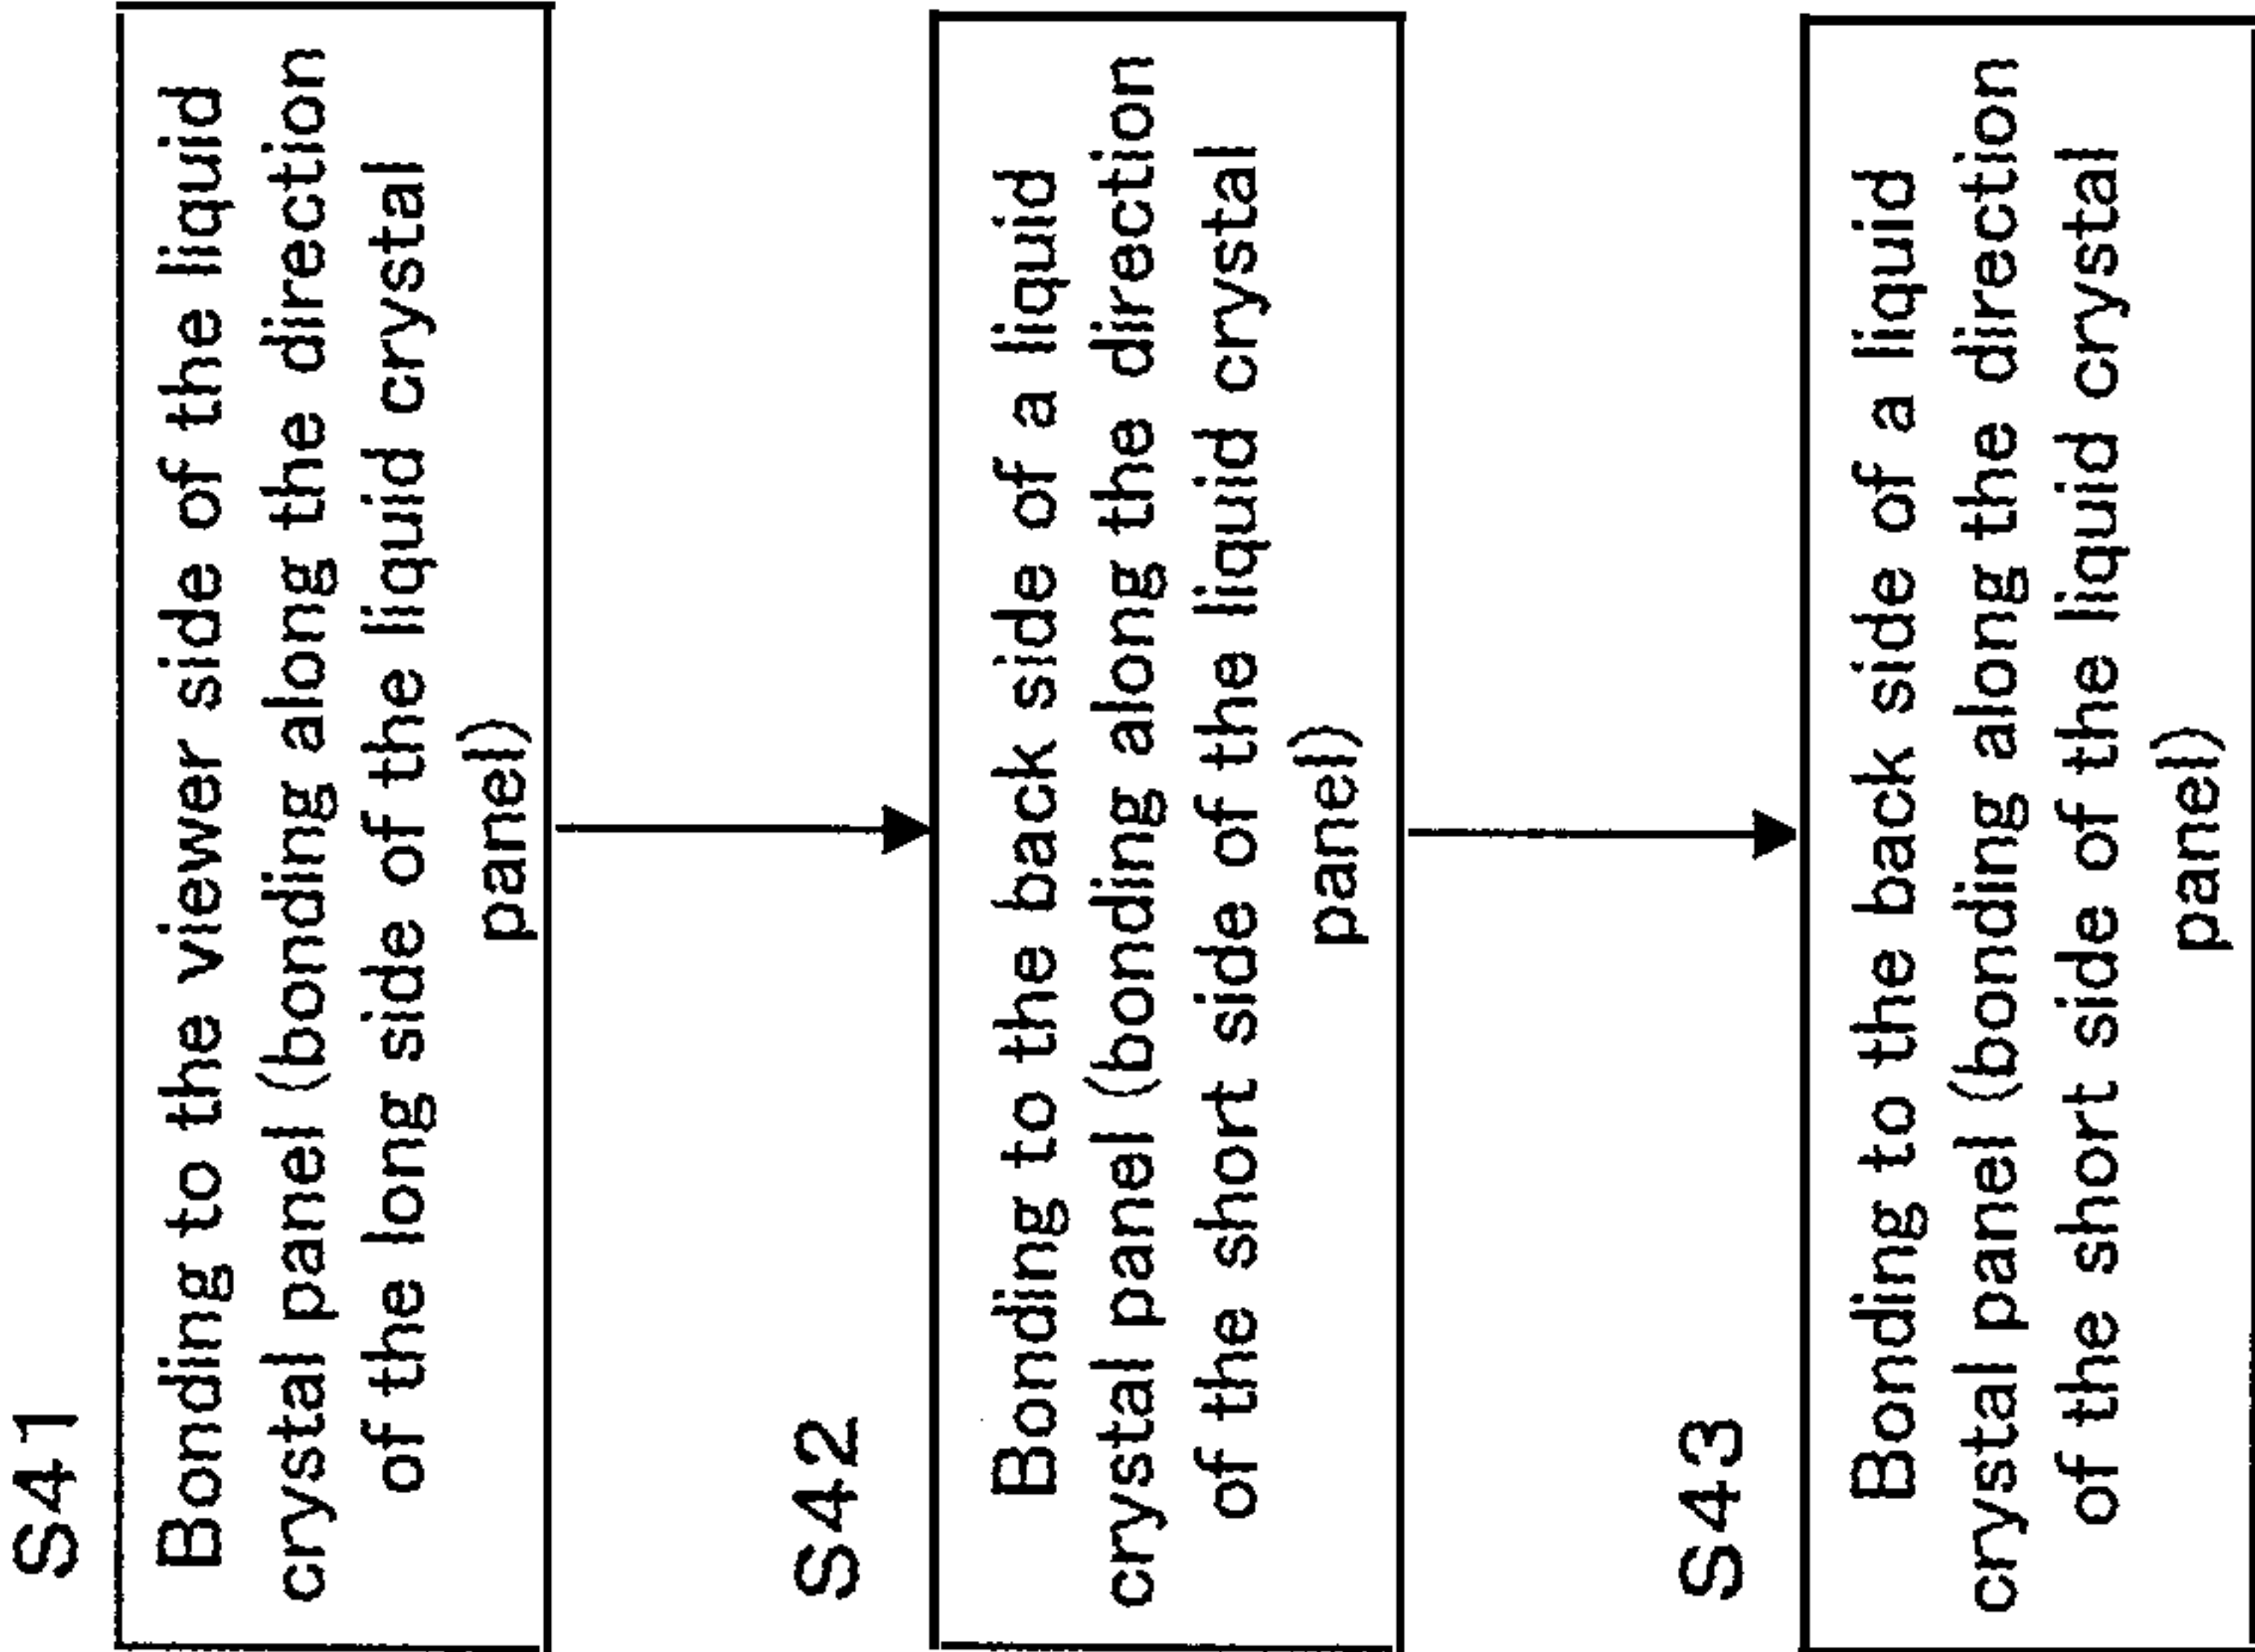 S41
Bonding to the viewer side of the liquid
crystal panel (bonding along the direction
of the long side of the liquid crystal
panel)
S42
Bonding to the back side of a liquid
crystal panel (bonding along the direction
of the short side of the liquid crystal
panel)
S43
Bonding to the back side of a liquid
crystal panel (bonding along the direction
of the short side of the liquid crystal
panel)